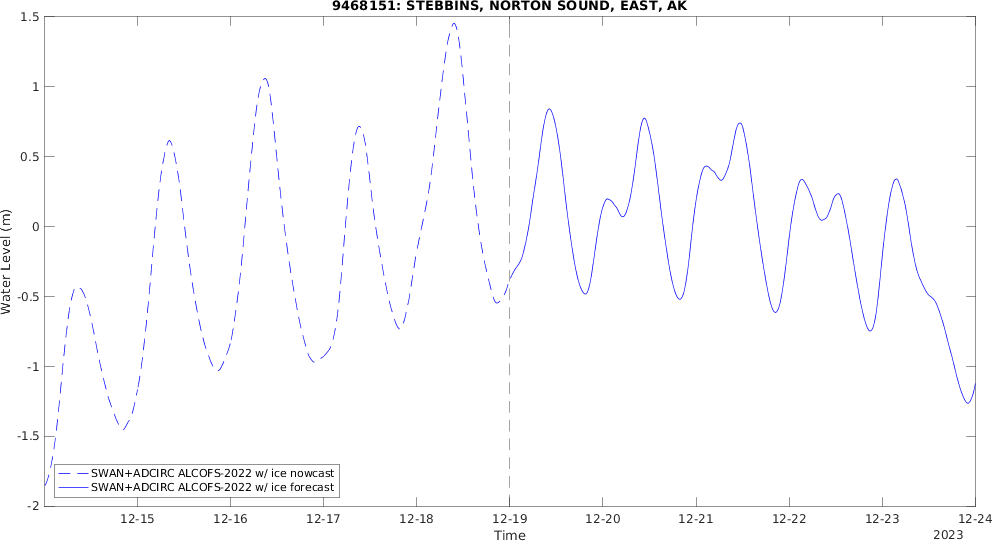 9468151: STEBBINS, NORTON SOUND, EAST, AK
1.5
1
0.5
0
-0.5
-1
-1.5
-2
Water Level (m)
SWAN+ADCIRC ALCOFS-2022 w/ ice nowcast
SWAN+ADCIRC ALCOFS-2022 w/ ice forecast
12-15 12-16 12-17 12-18 12-19 12-20 12-21 12-22 12-23 12-24
Time
2023